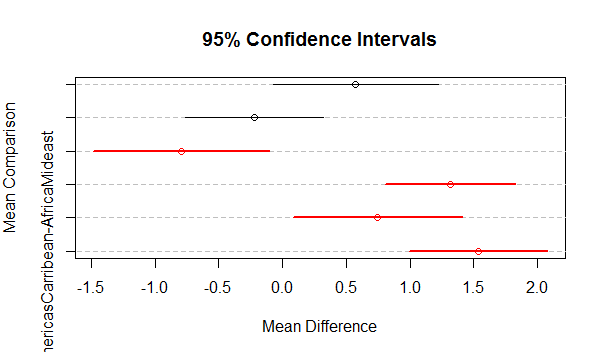 95% Confidence Intervals
Mean Comparison
mericasCarribean-AfricaMideast
-1.5 -1.0 -0.5 0.0 0.5 1.0 1.5 2.0
Mean Difference